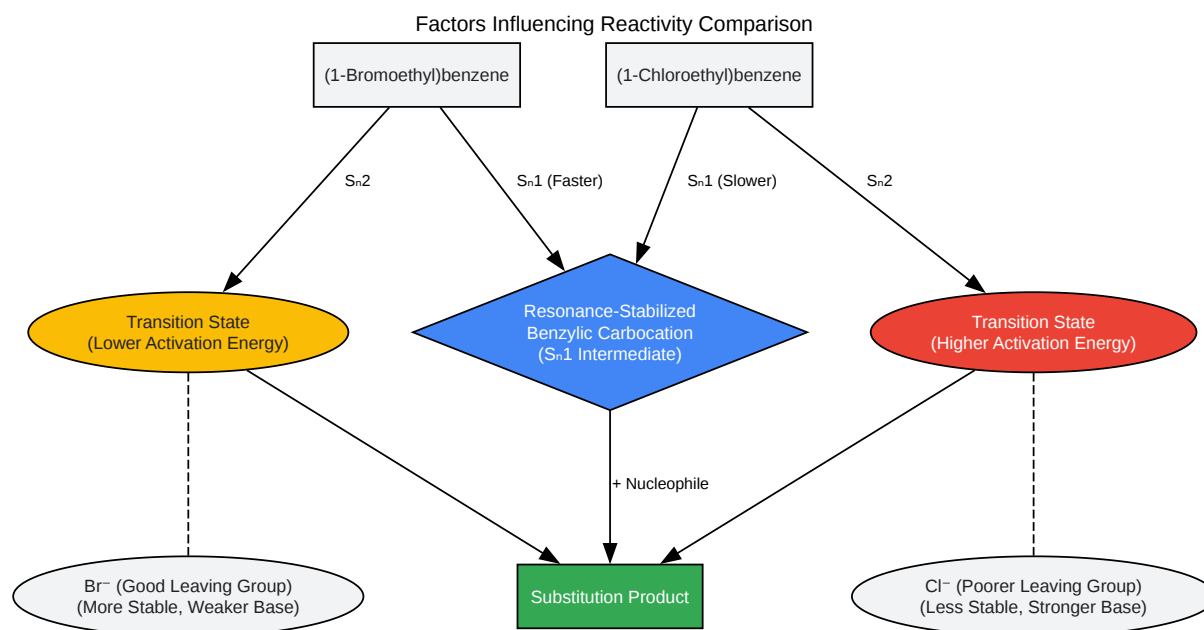 Factors Influencing Reactivity Comparison
(1-Bromoethyl)benzene
(1-Chloroethyl)benzene
Sₙ2
Sₙ1 (Faster)
Sₙ1 (Slower)
Sₙ2
Transition State
(Lower Activation Energy)
Resonance-Stabilized
Benzylic Carbocation
(Sₙ1 Intermediate)
Transition State
(Higher Activation Energy)
+ Nucleophile
Br⁻ (Good Leaving Group)
(More Stable, Weaker Base)
Substitution Product
Cl⁻ (Poorer Leaving Group)
(Less Stable, Stronger Base)